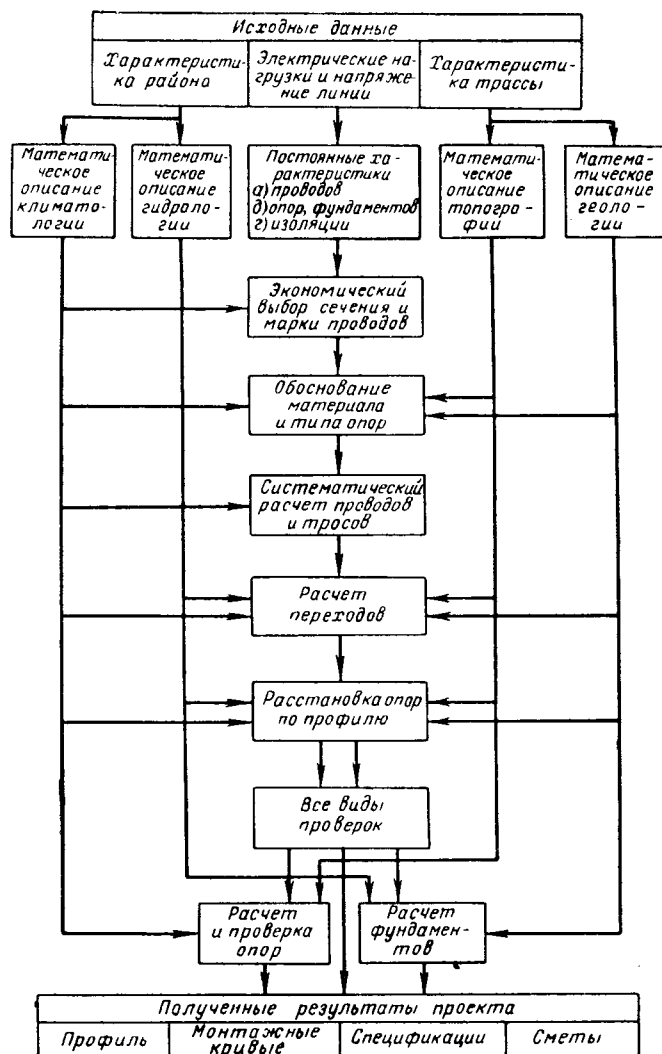 Исходные данные
Характеристи-
ка района
Электрические на-
грузки и напряже-
ние линии
Характеристи-
ка трассы
Математи-
ческое
описание
климато-
логии
Математи-
ческое
описание
гидроло-
гии
Постоянные ха-
рактеристики
а) проводов
д) опор, фундаментов
г) изоляции
Математи-
ческое
описание
топогра-
фии
Матема-
тическое
описание
геоло-
гии
Экономический
выбор сечения и
марки проводов
Обоснование
материала
и типа опор
Систематический
расчет проводов
и тросов
Расчет
переходов
Расстановка опор
по профилю
Все виды
проверок
Расчет
и проверка
опор
Расчет
фундамен-
тов
Полученные результаты проекта
Профиль
Монтажные
кривые
Спецификации
Сметы